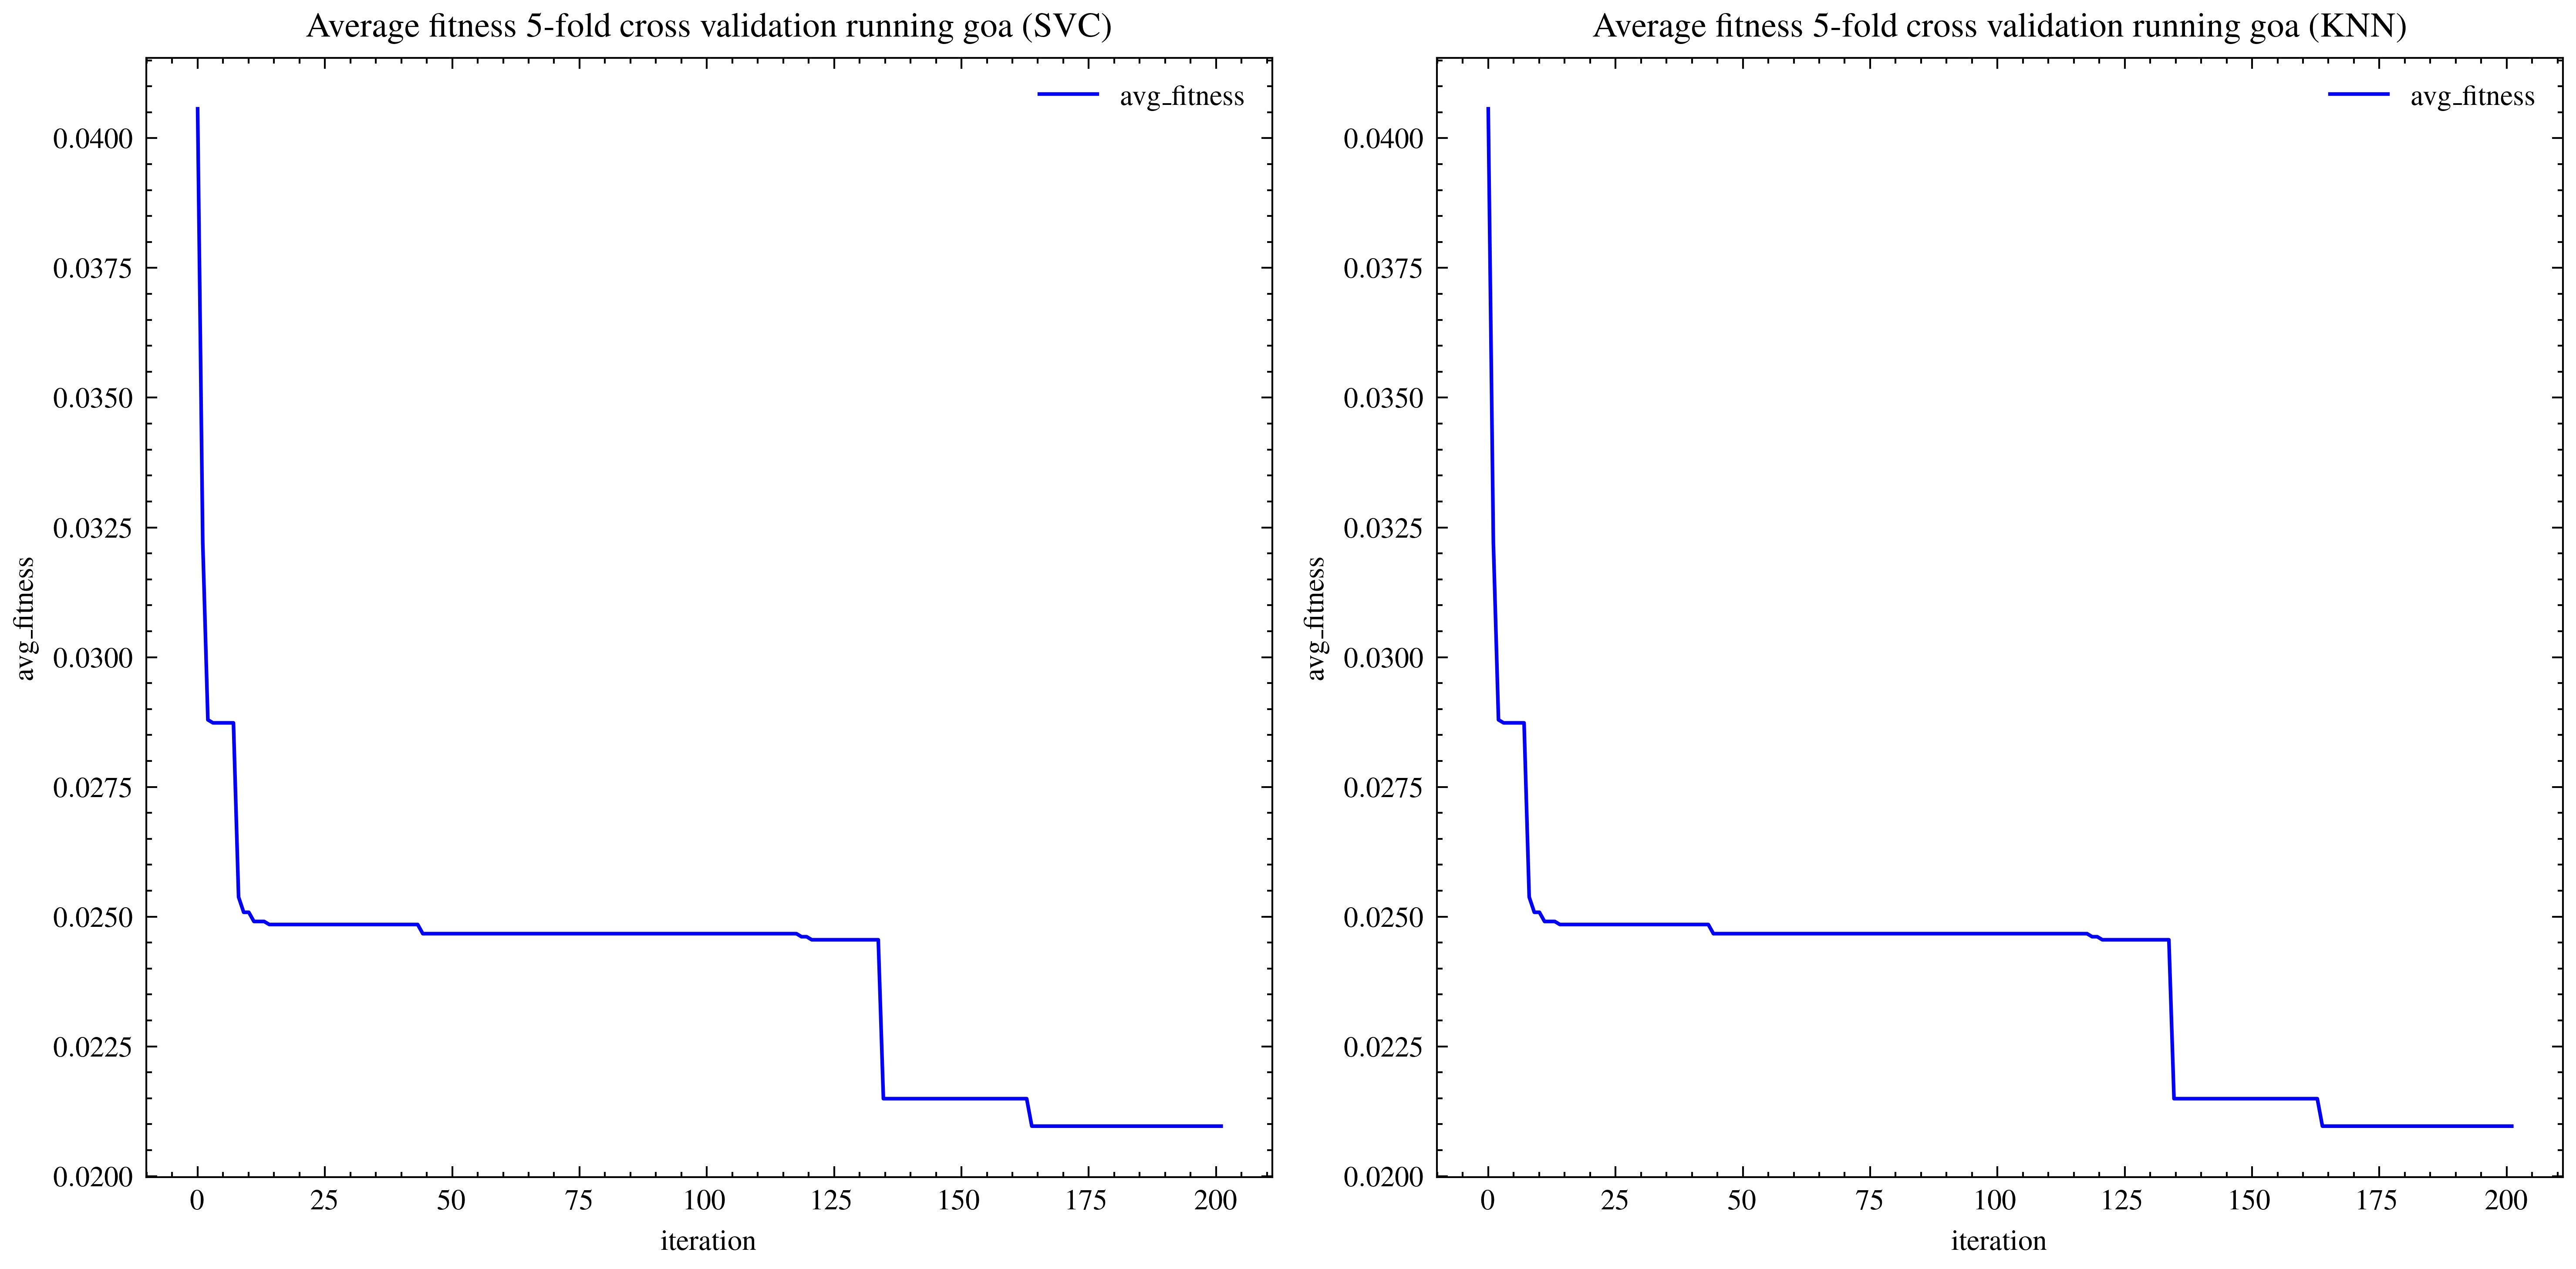 Average fitness 5-fold cross validation running goa (SVC)
avg_fitness
0.0400
0.0375
0.0350
0.0325
0.0300
0.0275
0.0250
0.0225
0.0200
avg_fitness
0 25 50 75 100 125 150 175 200
iteration
Average fitness 5-fold cross validation running goa (KNN)
avg_fitness
0.0400
0.0375
0.0350
0.0325
0.0300
0.0275
0.0250
0.0225
0.0200
avg_fitness
0 25 50 75 100 125 150 175 200
iteration